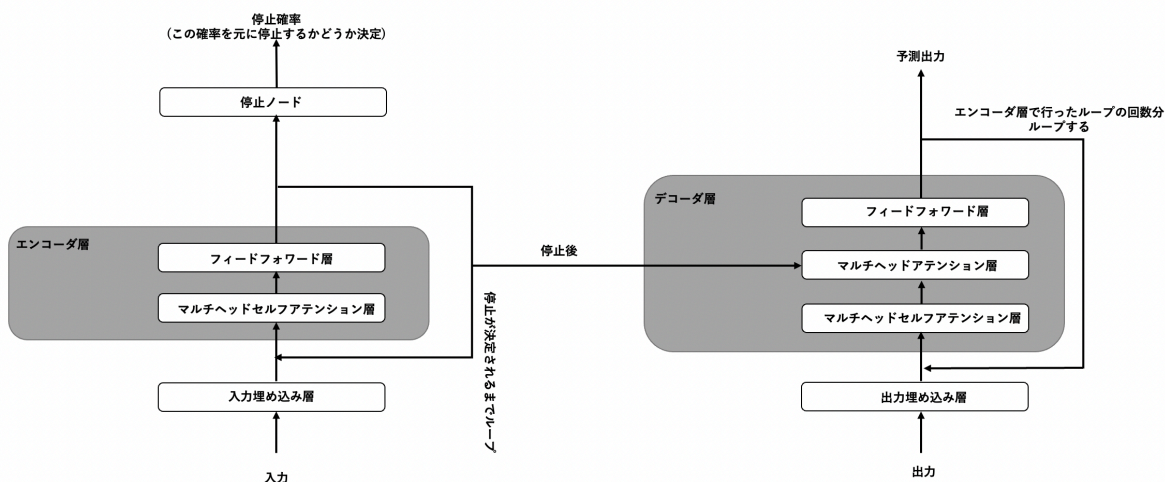 停止確率
(この確率を元に停止するかどうか決定)
停止ノード
エンコーダ層
フィードフォワード層
マルチヘッドセルフアテンション層
入力埋め込み層
入力
停止が決定されるまでループ
停止後
予測出力
エンコーダ層で行ったループの回数分
ループする
デコーダ層
フィードフォワード層
マルチヘッドアテンション層
マルチヘッドセルフアテンション層
出力埋め込み層
出力